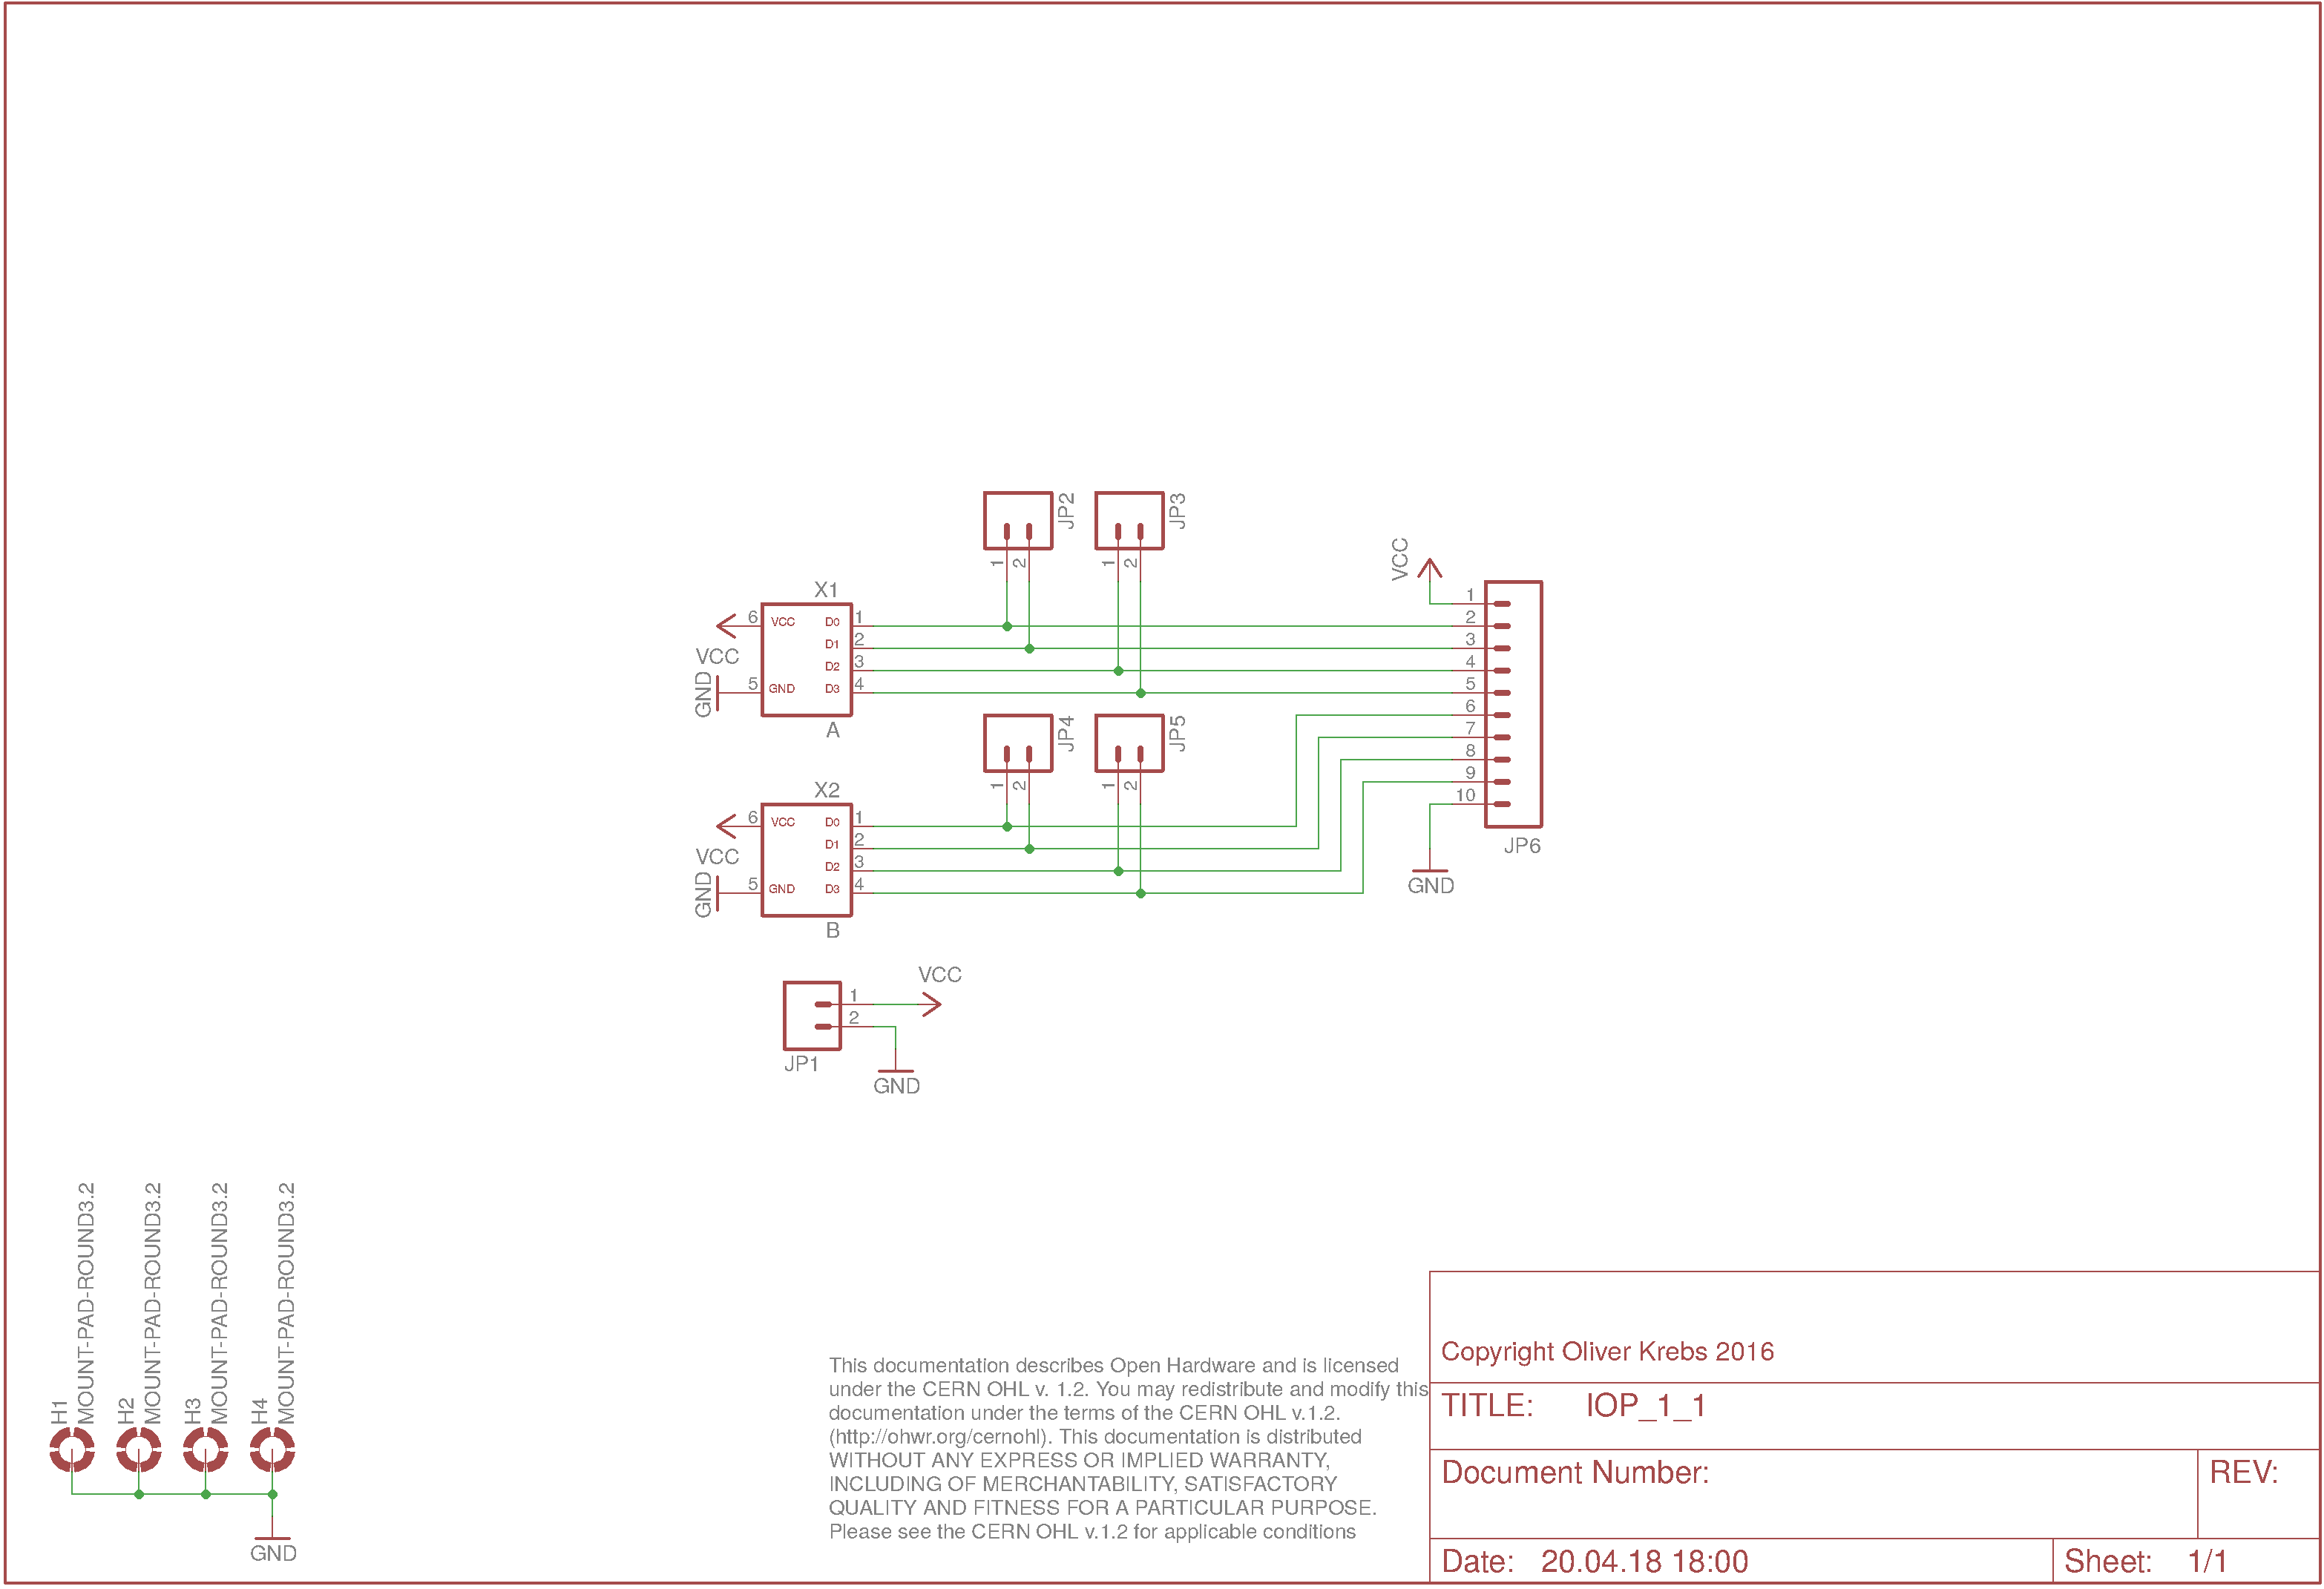 JP2
JP3
1
2
1
2
VCC
X1
6
VCC
D0
1
D1
2
VCC
D2
3
GND
5
GND
D3
4
A
1
2
3
4
5
6
7
8
9
10
JP6
GND
JP4
JP5
1
2
1
2
X2
6
VCC
D0
1
D1
2
VCC
D2
3
GND
5
GND
D3
4
B
VCC
1
2
JP1
GND
H1
MOUNT-PAD-ROUND3.2
H2
MOUNT-PAD-ROUND3.2
H3
MOUNT-PAD-ROUND3.2
H4
MOUNT-PAD-ROUND3.2
GND
This documentation describes Open Hardware and is licensed
under the CERN OHL v. 1.2. You may redistribute and modify this
documentation under the terms of the CERN OHL v.1.2.
(http://ohwr.org/cernohl). This documentation is distributed
WITHOUT ANY EXPRESS OR IMPLIED WARRANTY,
INCLUDING OF MERCHANTABILITY, SATISFACTORY
QUALITY AND FITNESS FOR A PARTICULAR PURPOSE.
Please see the CERN OHL v.1.2 for applicable conditions
Copyright Oliver Krebs 2016
TITLE: IOP_1_1
Document Number:
REV:
Date: 20.04.18 18:00
Sheet: 1/1